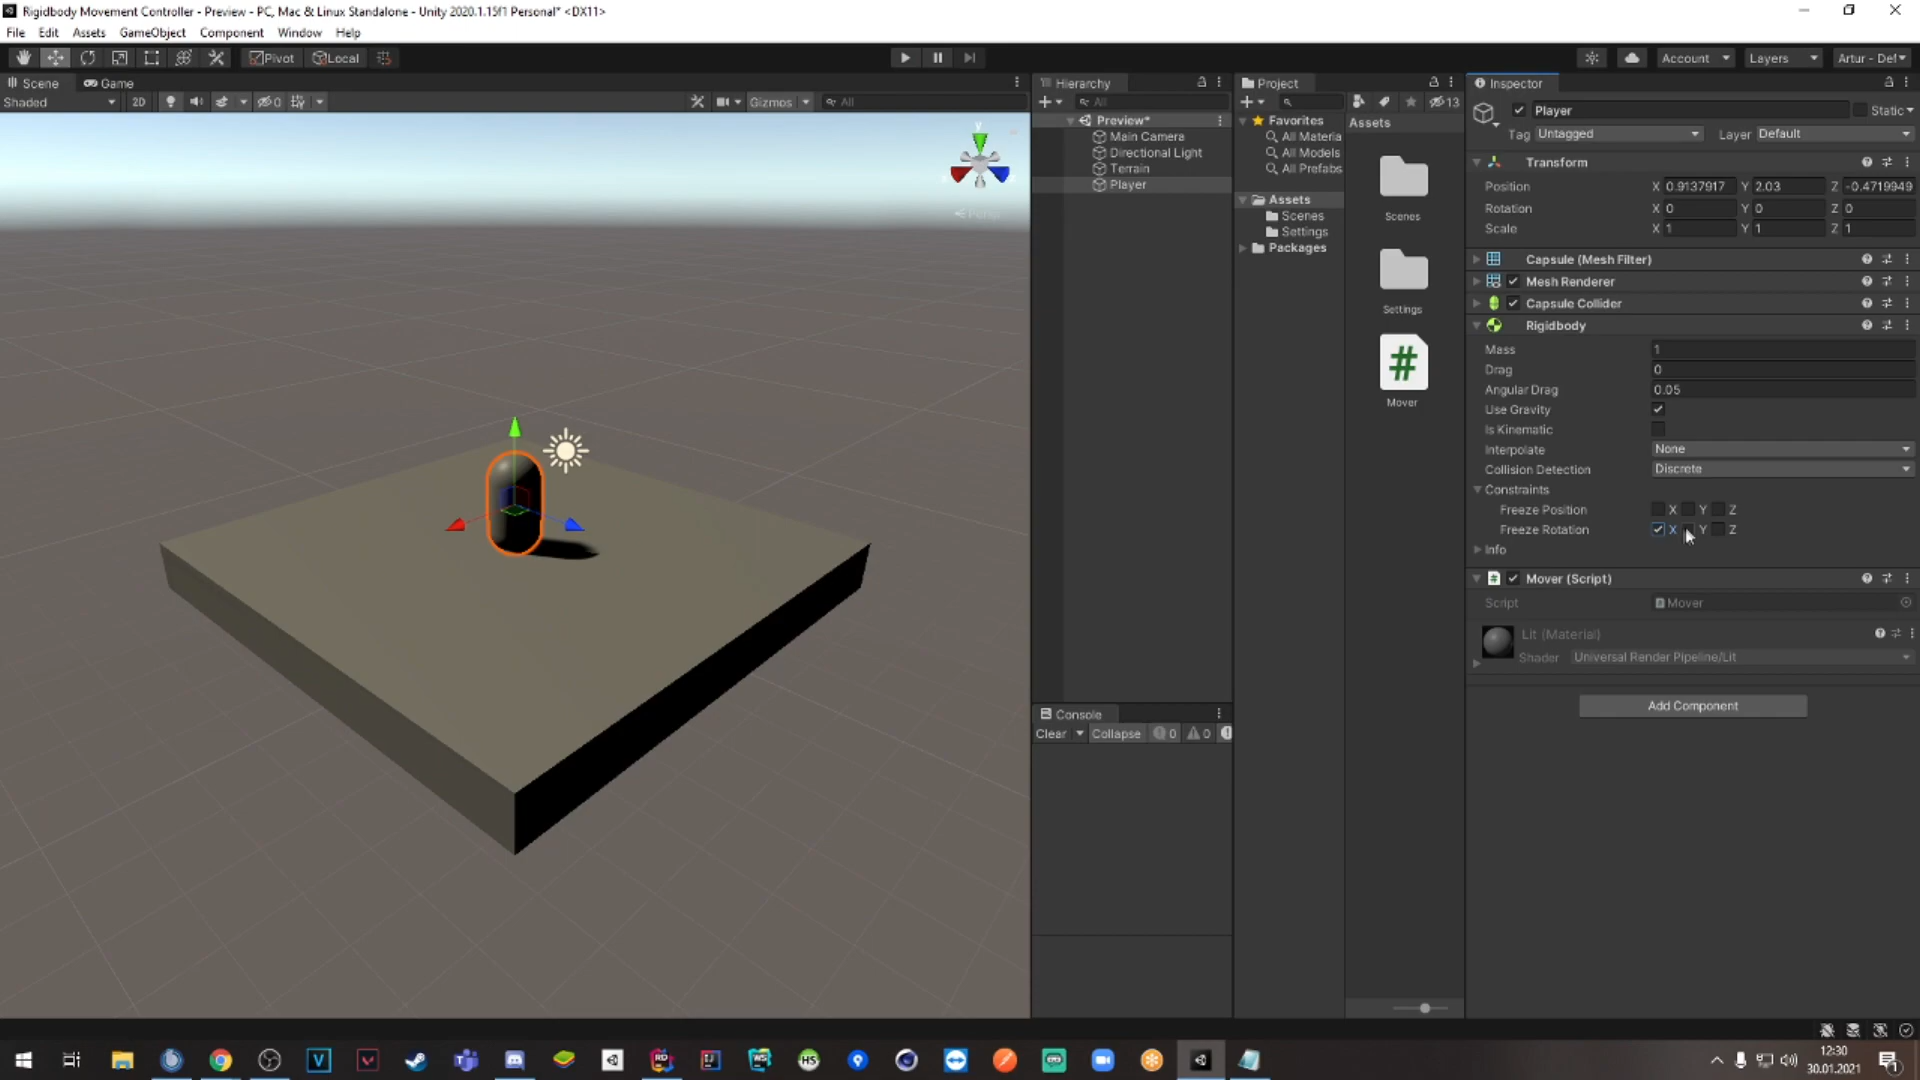 Rigidbody Movement Controller - Preview - PC, Mac & Linux Standalone - Unity 2020.1.15f1 Personal* <DX11>
File Edit Assets GameObject Component Window Help
Pivot Local Account Layers Artur - Def
Scene Game
Shaded 2D Gizmos All
Persp
Hierarchy
All
Preview*
Main Camera
Directional Light
Terrain
Player
Console
Clear Collapse 0 0
Project
13
Favorites
All Materia
All Models
All Prefabs
Assets
Scenes
Settings
Packages
Assets
Scenes
Settings
#
Mover
Inspector
Player Static
Tag Untagged Layer Default
Transform
Position X 0.9137917 Y 2.03 Z -0.4719949
Rotation X 0 Y 0 Z 0
Scale X 1 Y 1 Z 1
Capsule (Mesh Filter)
Mesh Renderer
Capsule Collider
Rigidbody
Mass 1
Drag 0
Angular Drag 0.05
Use Gravity
Is Kinematic
Interpolate None
Collision Detection Discrete
Constraints
Freeze Position X Y Z
Freeze Rotation X Y Z
Info
# Mover (Script)
Script Mover
Lit (Material)
Shader Universal Render Pipeline/Lit
Add Component
12:30
30.01.2021